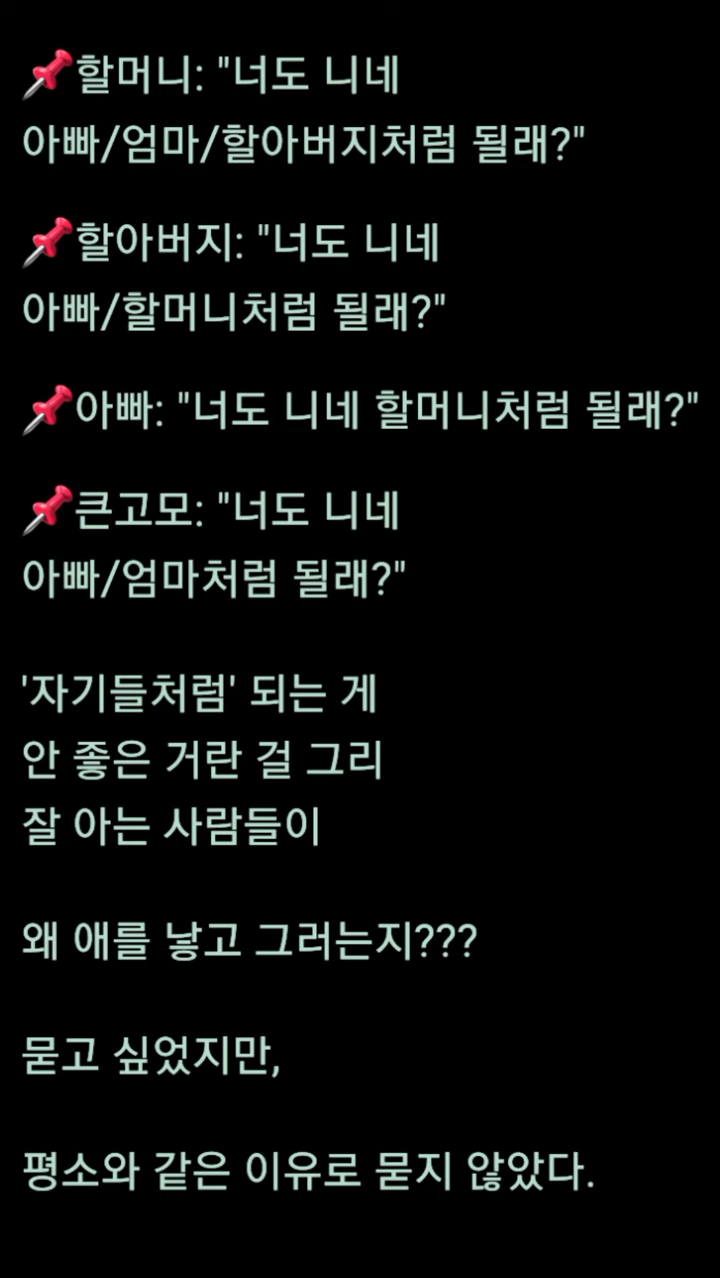 📌할머니: "너도 니네
아빠/엄마/할아버지처럼 될래?"
📌할아버지: "너도 니네
아빠/할머니처럼 될래?"
📌아빠: "너도 니네 할머니처럼 될래?"
📌큰고모: "너도 니네
아빠/엄마처럼 될래?"
'자기들처럼' 되는 게
안 좋은 거란 걸 그리
잘 아는 사람들이
왜 애를 낳고 그러는지???
묻고 싶었지만,
평소와 같은 이유로 묻지 않았다.